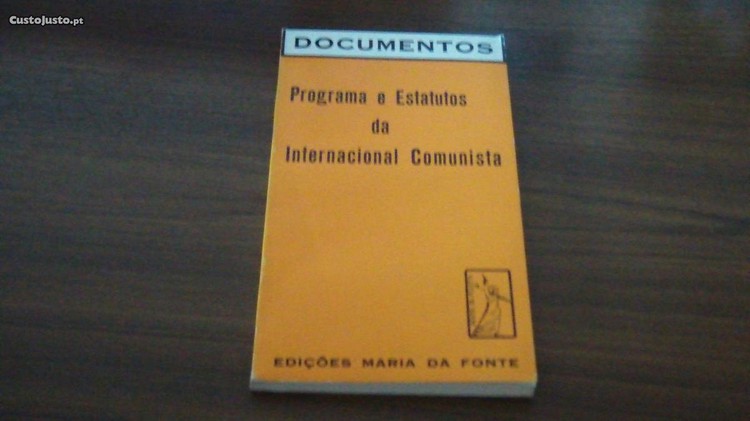 CustoJusto.pt
DOCUMENTOS
Programa e Estatutos
da
Internacional Comunista
EDIÇÕES MARIA DA FONTE